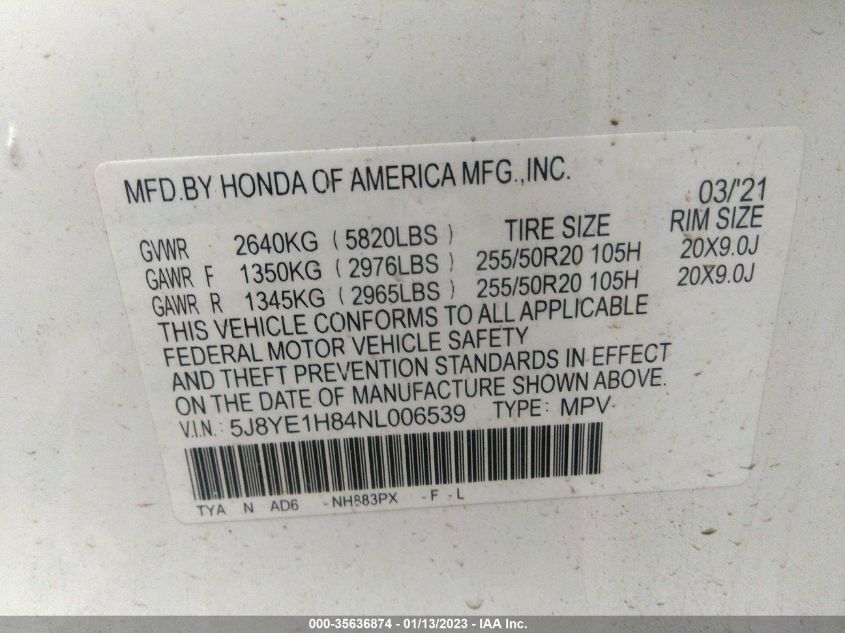 MFD.BY HONDA OF AMERICA MFG.,INC. 03/'21
TIRE SIZE RIM SIZE
GVWR 2640KG (5820LBS)
GAWR F 1350KG (2976LBS) 255/50R20 105H 20X9.0J
GAWR R 1345KG (2965LBS) 255/50R20 105H 20X9.0J
THIS VEHICLE CONFORMS TO ALL APPLICABLE
FEDERAL MOTOR VEHICLE SAFETY
AND THEFT PREVENTION STANDARDS IN EFFECT
ON THE DATE OF MANUFACTURE SHOWN ABOVE.
V.I.N: 5J8YE1H84NL006539 TYPE: MPV
TYA N AD6 -NH883PX -F -L
000-35636874 - 01/13/2023 - IAA Inc.